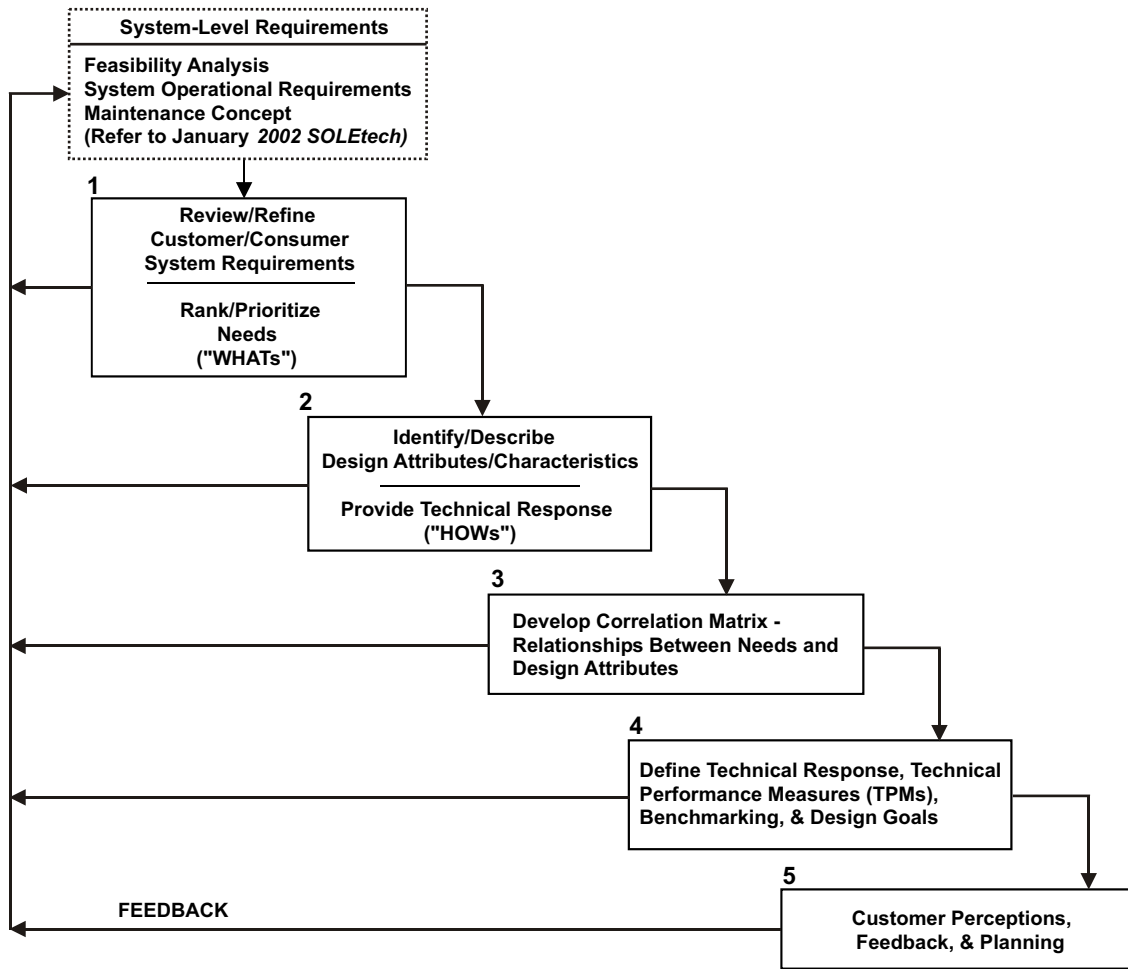 System-Level Requirements
Feasibility Analysis
System Operational Requirements
Maintenance Concept
(Refer to January 2002 SOLEtech)
1
Review/Refine
Customer/Consumer
System Requirements
Rank/Prioritize
Needs
("WHATs")
2
Identify/Describe
Design Attributes/Characteristics
Provide Technical Response
("HOWs")
3
Develop Correlation Matrix -
Relationships Between Needs and
Design Attributes
4
Define Technical Response, Technical
Performance Measures (TPMs),
Benchmarking, & Design Goals
5
Customer Perceptions,
Feedback, & Planning
FEEDBACK